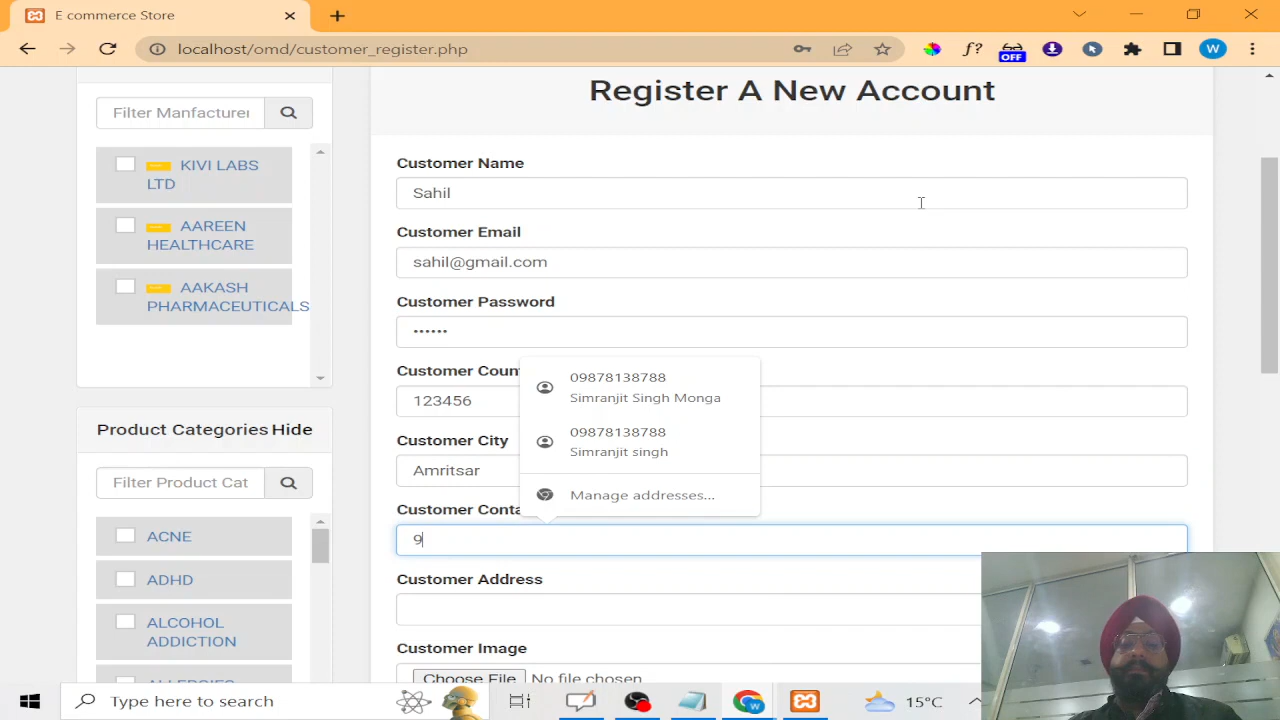 E commerce Store
localhost/omd/customer_register.php
OFF
W
Filter Manfacturer
KIVI LABS
LTD
AAREEN
HEALTHCARE
AAKASH
PHARMACEUTICALS
Product Categories Hide
Filter Product Cat
ACNE
ADHD
ALCOHOL
ADDICTION
Register A New Account
Customer Name
Sahil
Customer Email
sahil@gmail.com
Customer Password
••••••
Customer Coun
123456
Customer City
Amritsar
Customer Conta
9
09878138788
Simranjit Singh Monga
09878138788
Simranjit singh
Manage addresses...
Customer Address
Customer Image
Choose File No file chosen
Type here to search
15°C